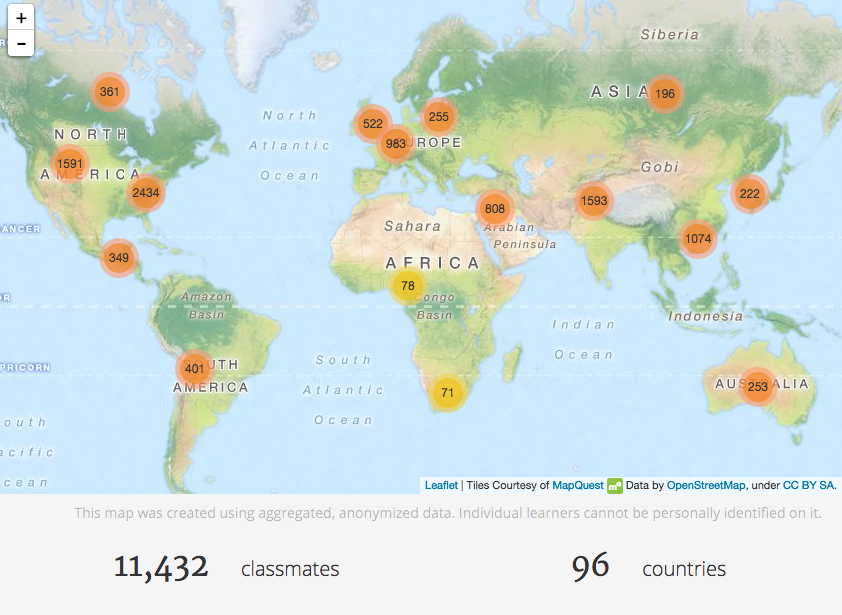 +
-
Siberia
ASIA
196
361
North
Atlantic
Ocean
522
255
983
UROPE
NORTH
AMERICA
1591
2434
Gobi
808
1593
222
ANCER
Sahara
Arabian
Peninsula
1074
349
AFRICA
78
Congo
Basin
Amazon
Basin
R
Indonesia
Indian
Ocean
South
Atlantic
Ocean
PRICORN
401
UTH
AMERICA
71
AUS
253
ALIA
outh
acific
cean
Leaflet | Tiles Courtesy of MapQuest m Data by OpenStreetMap, under CC BY SA.
This map was created using aggregated, anonymized data. Individual learners cannot be personally identified on it.
11,432 classmates
96 countries